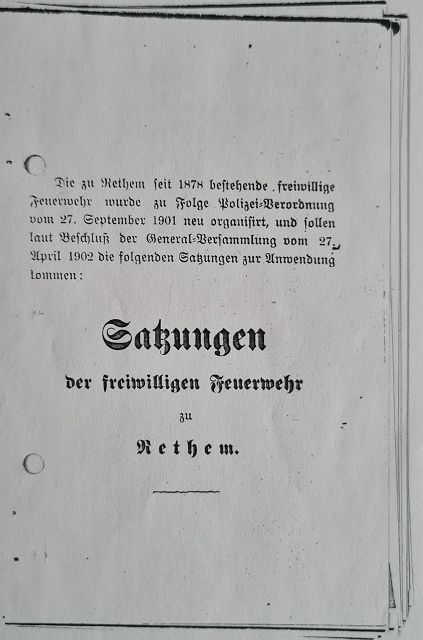 Die zu Rethem seit 1878 bestehende freiwillige
Feuerwehr wurde zu Folge Polizei-Verordnung
vom 27. September 1901 neu organisirt, und sollen
laut Beschluß der General-Versammlung vom 27.
April 1902 die folgenden Satzungen zur Anwendung
kommen:
Satzungen
der freiwilligen Feuerwehr
zu
Rethem.